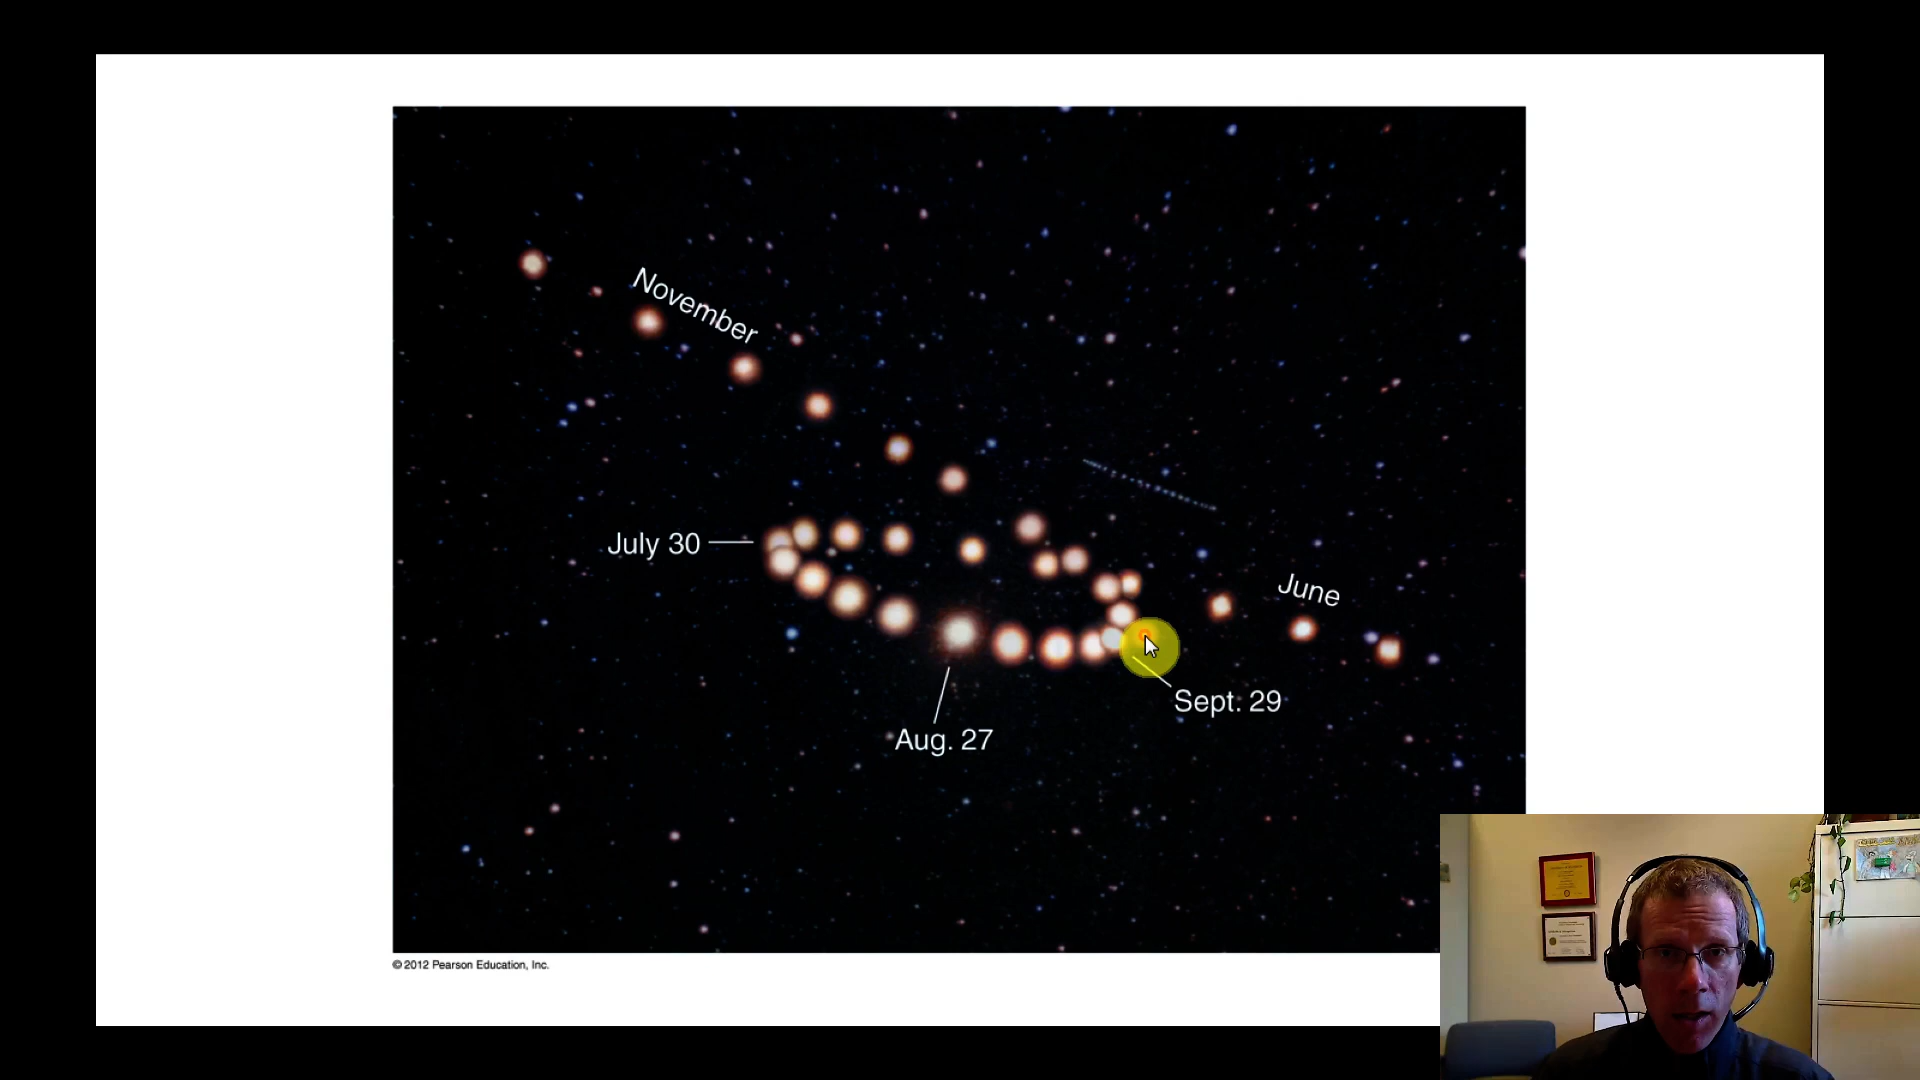 November
July 30
June
Sept. 29
Aug. 27
© 2012 Pearson Education, Inc.